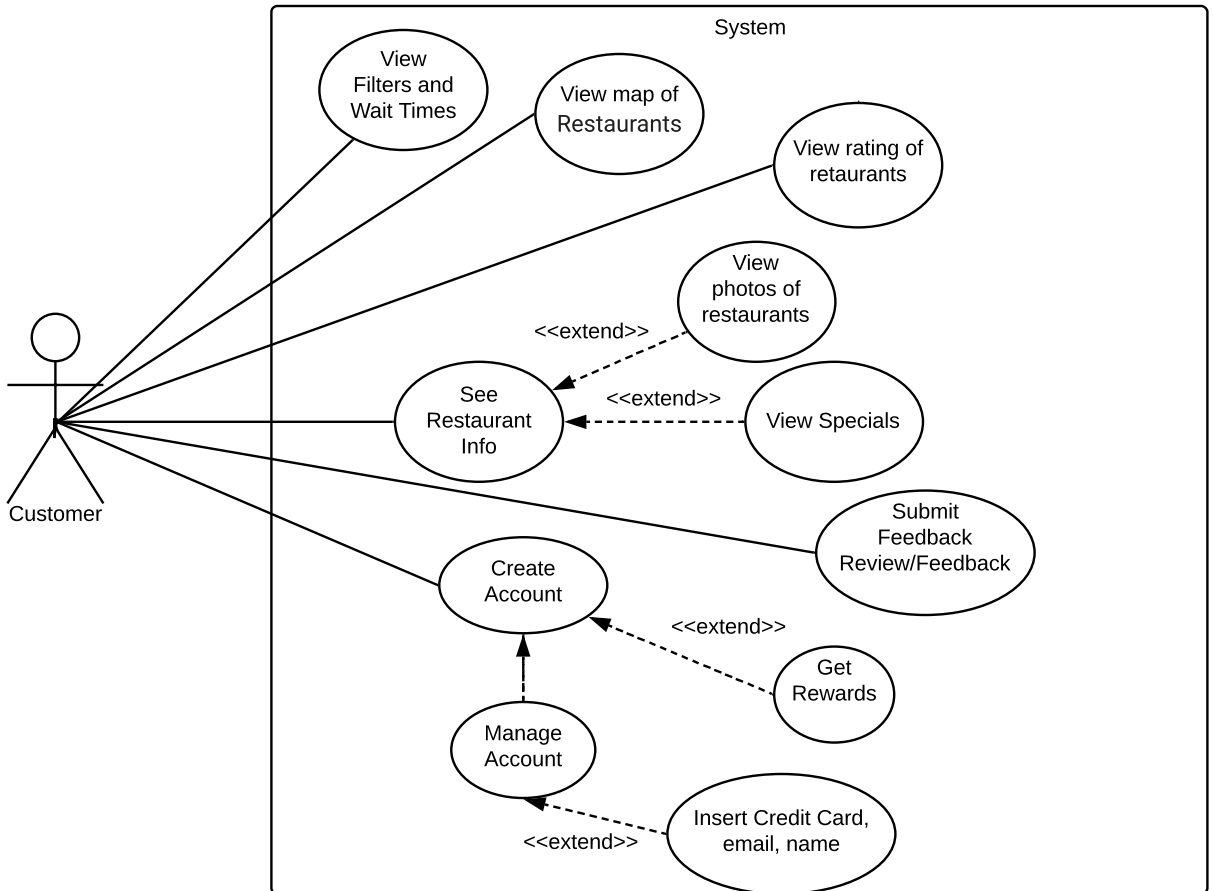 System
View
Filters and
Wait Times
View map of
Restaurants
View rating of
retaurants
View
photos of
restaurants
<<extend>>
See
Restaurant
Info
<<extend>>
View Specials
Customer
Submit
Feedback
Review/Feedback
Create
Account
<<extend>>
Get
Rewards
Manage
Account
Insert Credit Card,
email, name
<<extend>>